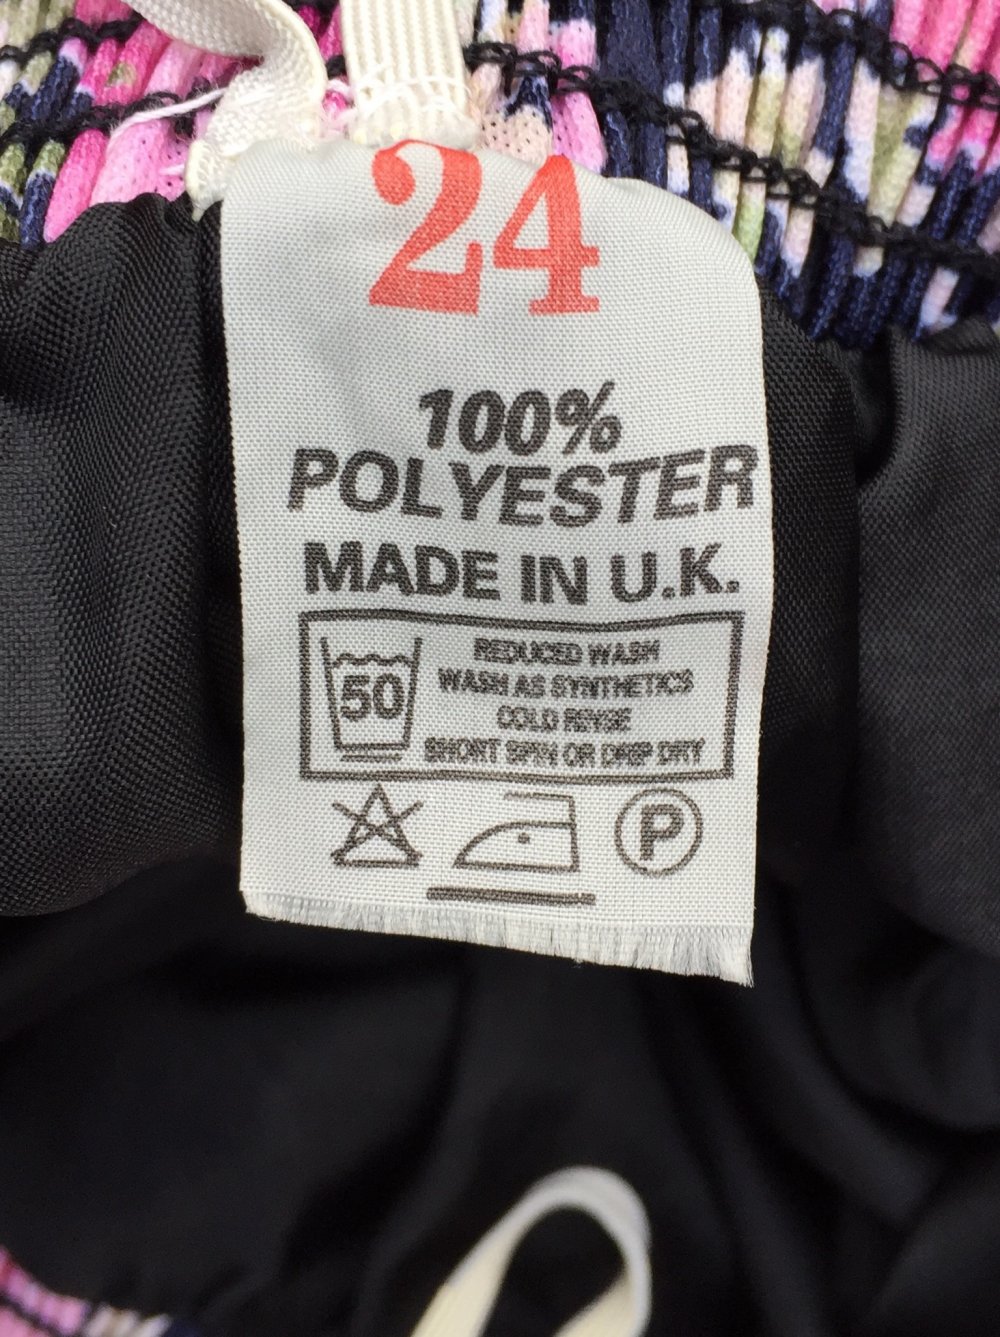 24
100%
POLYESTER
MADE IN U.K.
50
REDUCED WASH
WASH AS SYNTHETICS
COLD RINSE
SHORT SPIN OR DRIP DRY
P